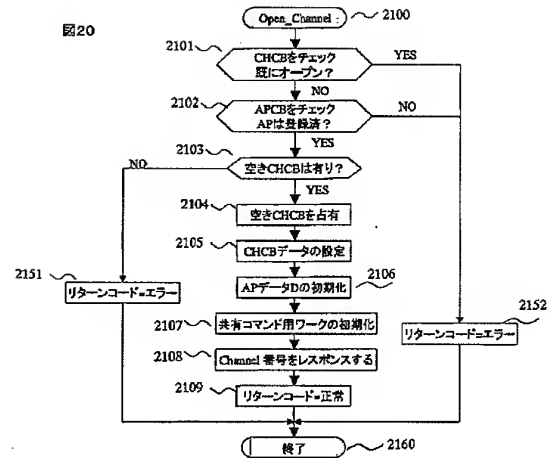 図20
Open_Channel
2100
2101
CHCBをチェック
既にオープン？
YES
NO
2102
APCBをチェック
APは登録済？
NO
YES
2103
NO
空きCHCBは有り？
YES
2104
空きCHCBを占有
2105
CHCBデータの設定
2106
APデータDの初期化
2151
リターンコード=エラー
2107
共有コマンド用ワークの初期化
2152
リターンコード=エラー
2108
Channel 番号をレスポンスする
2109
リターンコード=正常
2160
終了